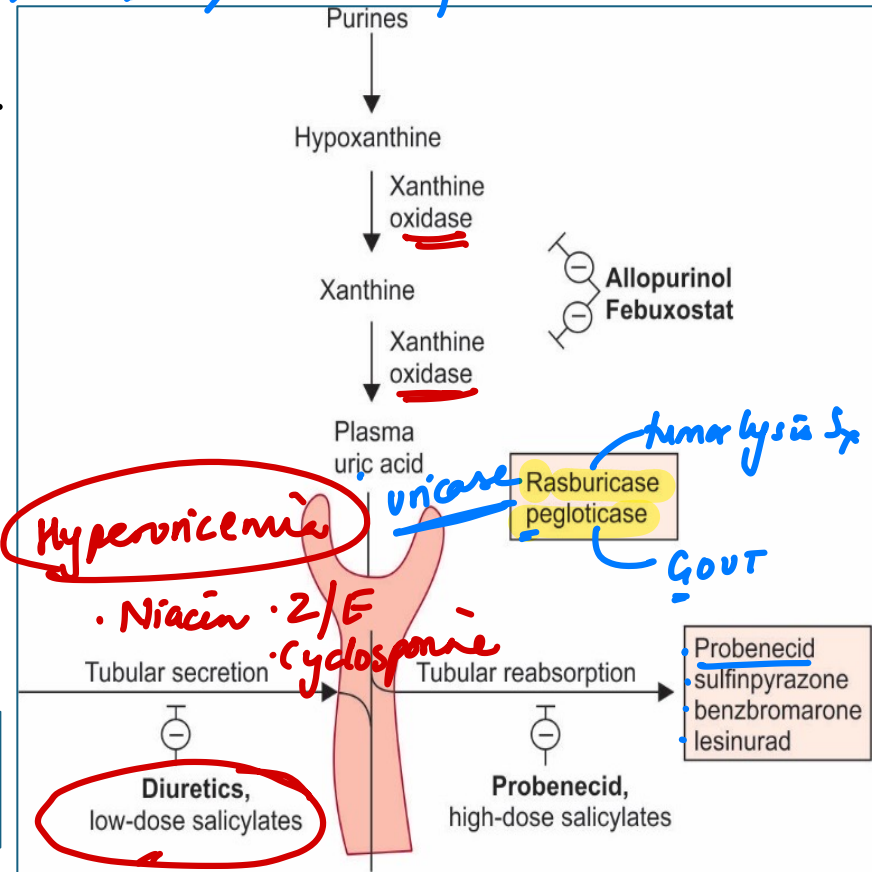 Purines
Hypoxanthine
Xanthine
oxidase
Xanthine
Allopurinol
Febuxostat
Xanthine
oxidase
Plasma
uric acid
tumor lysis Sx
uricase
Rasburicase
pegloticase
GOUT
Hyperuricemia
· Niacin · Z/E
· Cyclosporine
Tubular secretion
Tubular reabsorption
Probenecid
sulfinpyrazone
benzbromarone
lesinurad
Diuretics,
low-dose salicylates
Probenecid,
high-dose salicylates